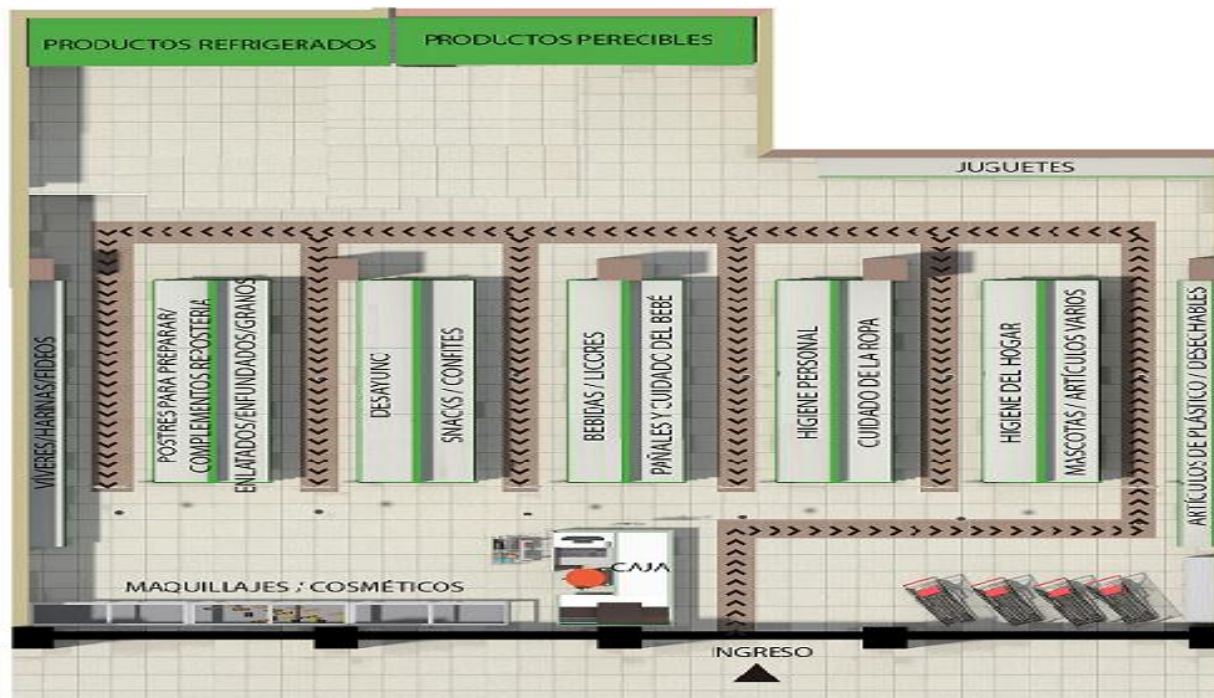 PRODUCTOS REFRIGERADOS
PRODUCTOS PERECIBLES
JUGUETES
VÍVERES/HARINAS/FIDEOS
POSTRES PARA PREPARAR/
COMPLEMENTOS REPOSTERIA
ENLATADOS/ENFUNDADOS/GRANOS
DESAYUNC
SNACKS / CONFITES
BEBIDAS / LICORES
PAÑALES Y CUIDADO DEL BEBÉ
HIGIENE PERSONAL
CUIDADO DE LA ROPA
HIGIENE DEL HOGAR
MASCOTAS / ARTÍCULOS VARIOS
ARTÍCULOS DE PLÁSTICO / DESECHABLES
MAQUILLAJES / COSMÉTICOS
CAJA
INGRESO